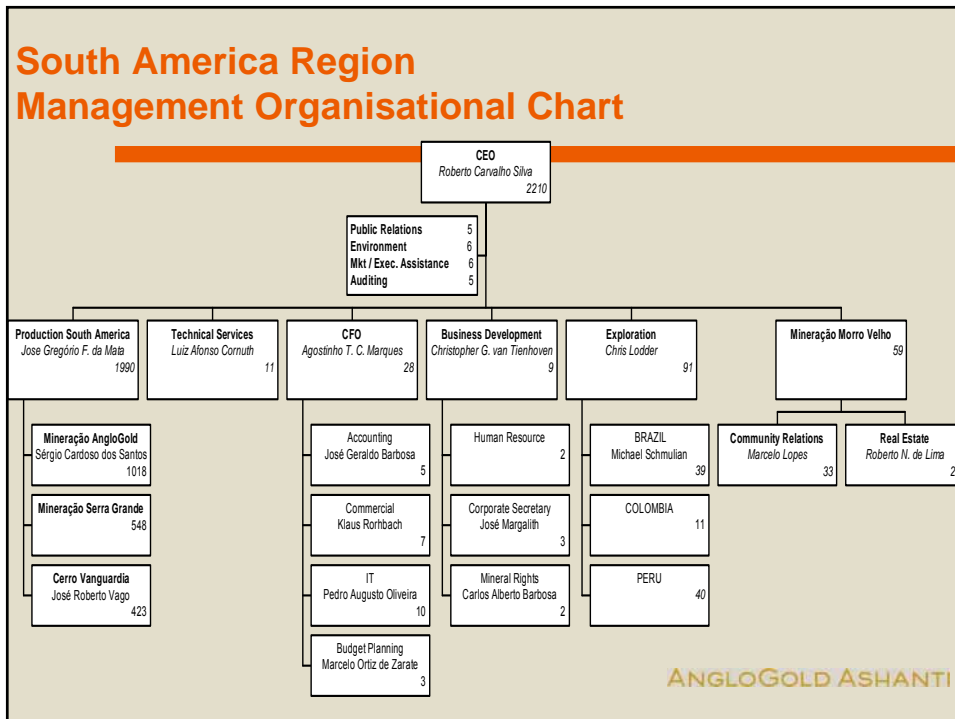 South America Region
Management Organisational Chart
CEO
Roberto Carvalho Silva
2210
Public Relations 5
Environment 6
Mkt / Exec. Assistance 6
Auditing 5
Production South America
Jose Gregório F. da Mata
1990
Technical Services
Luiz Afonso Cornuth
11
CFO
Agostinho T. C. Marques
28
Business Development
Christopher G. van Tienhoven
9
Exploration
Chris Lodder
91
Mineração Morro Velho
59
Mineração AngloGold
Sérgio Cardoso dos Santos
1018
Mineração Serra Grande
548
Cerro Vanguardia
José Roberto Vago
423
Accounting
José Geraldo Barbosa
5
Commercial
Klaus Rorhbach
7
IT
Pedro Augusto Oliveira
10
Budget Planning
Marcelo Ortiz de Zarate
3
Human Resource
2
Corporate Secretary
José Margalith
3
Mineral Rights
Carlos Alberto Barbosa
2
BRAZIL
Michael Schmulian
39
COLOMBIA
11
PERU
40
Community Relations
Marcelo Lopes
33
Real Estate
Roberto N. de Lima
ANGLOGOLD ASHANTI